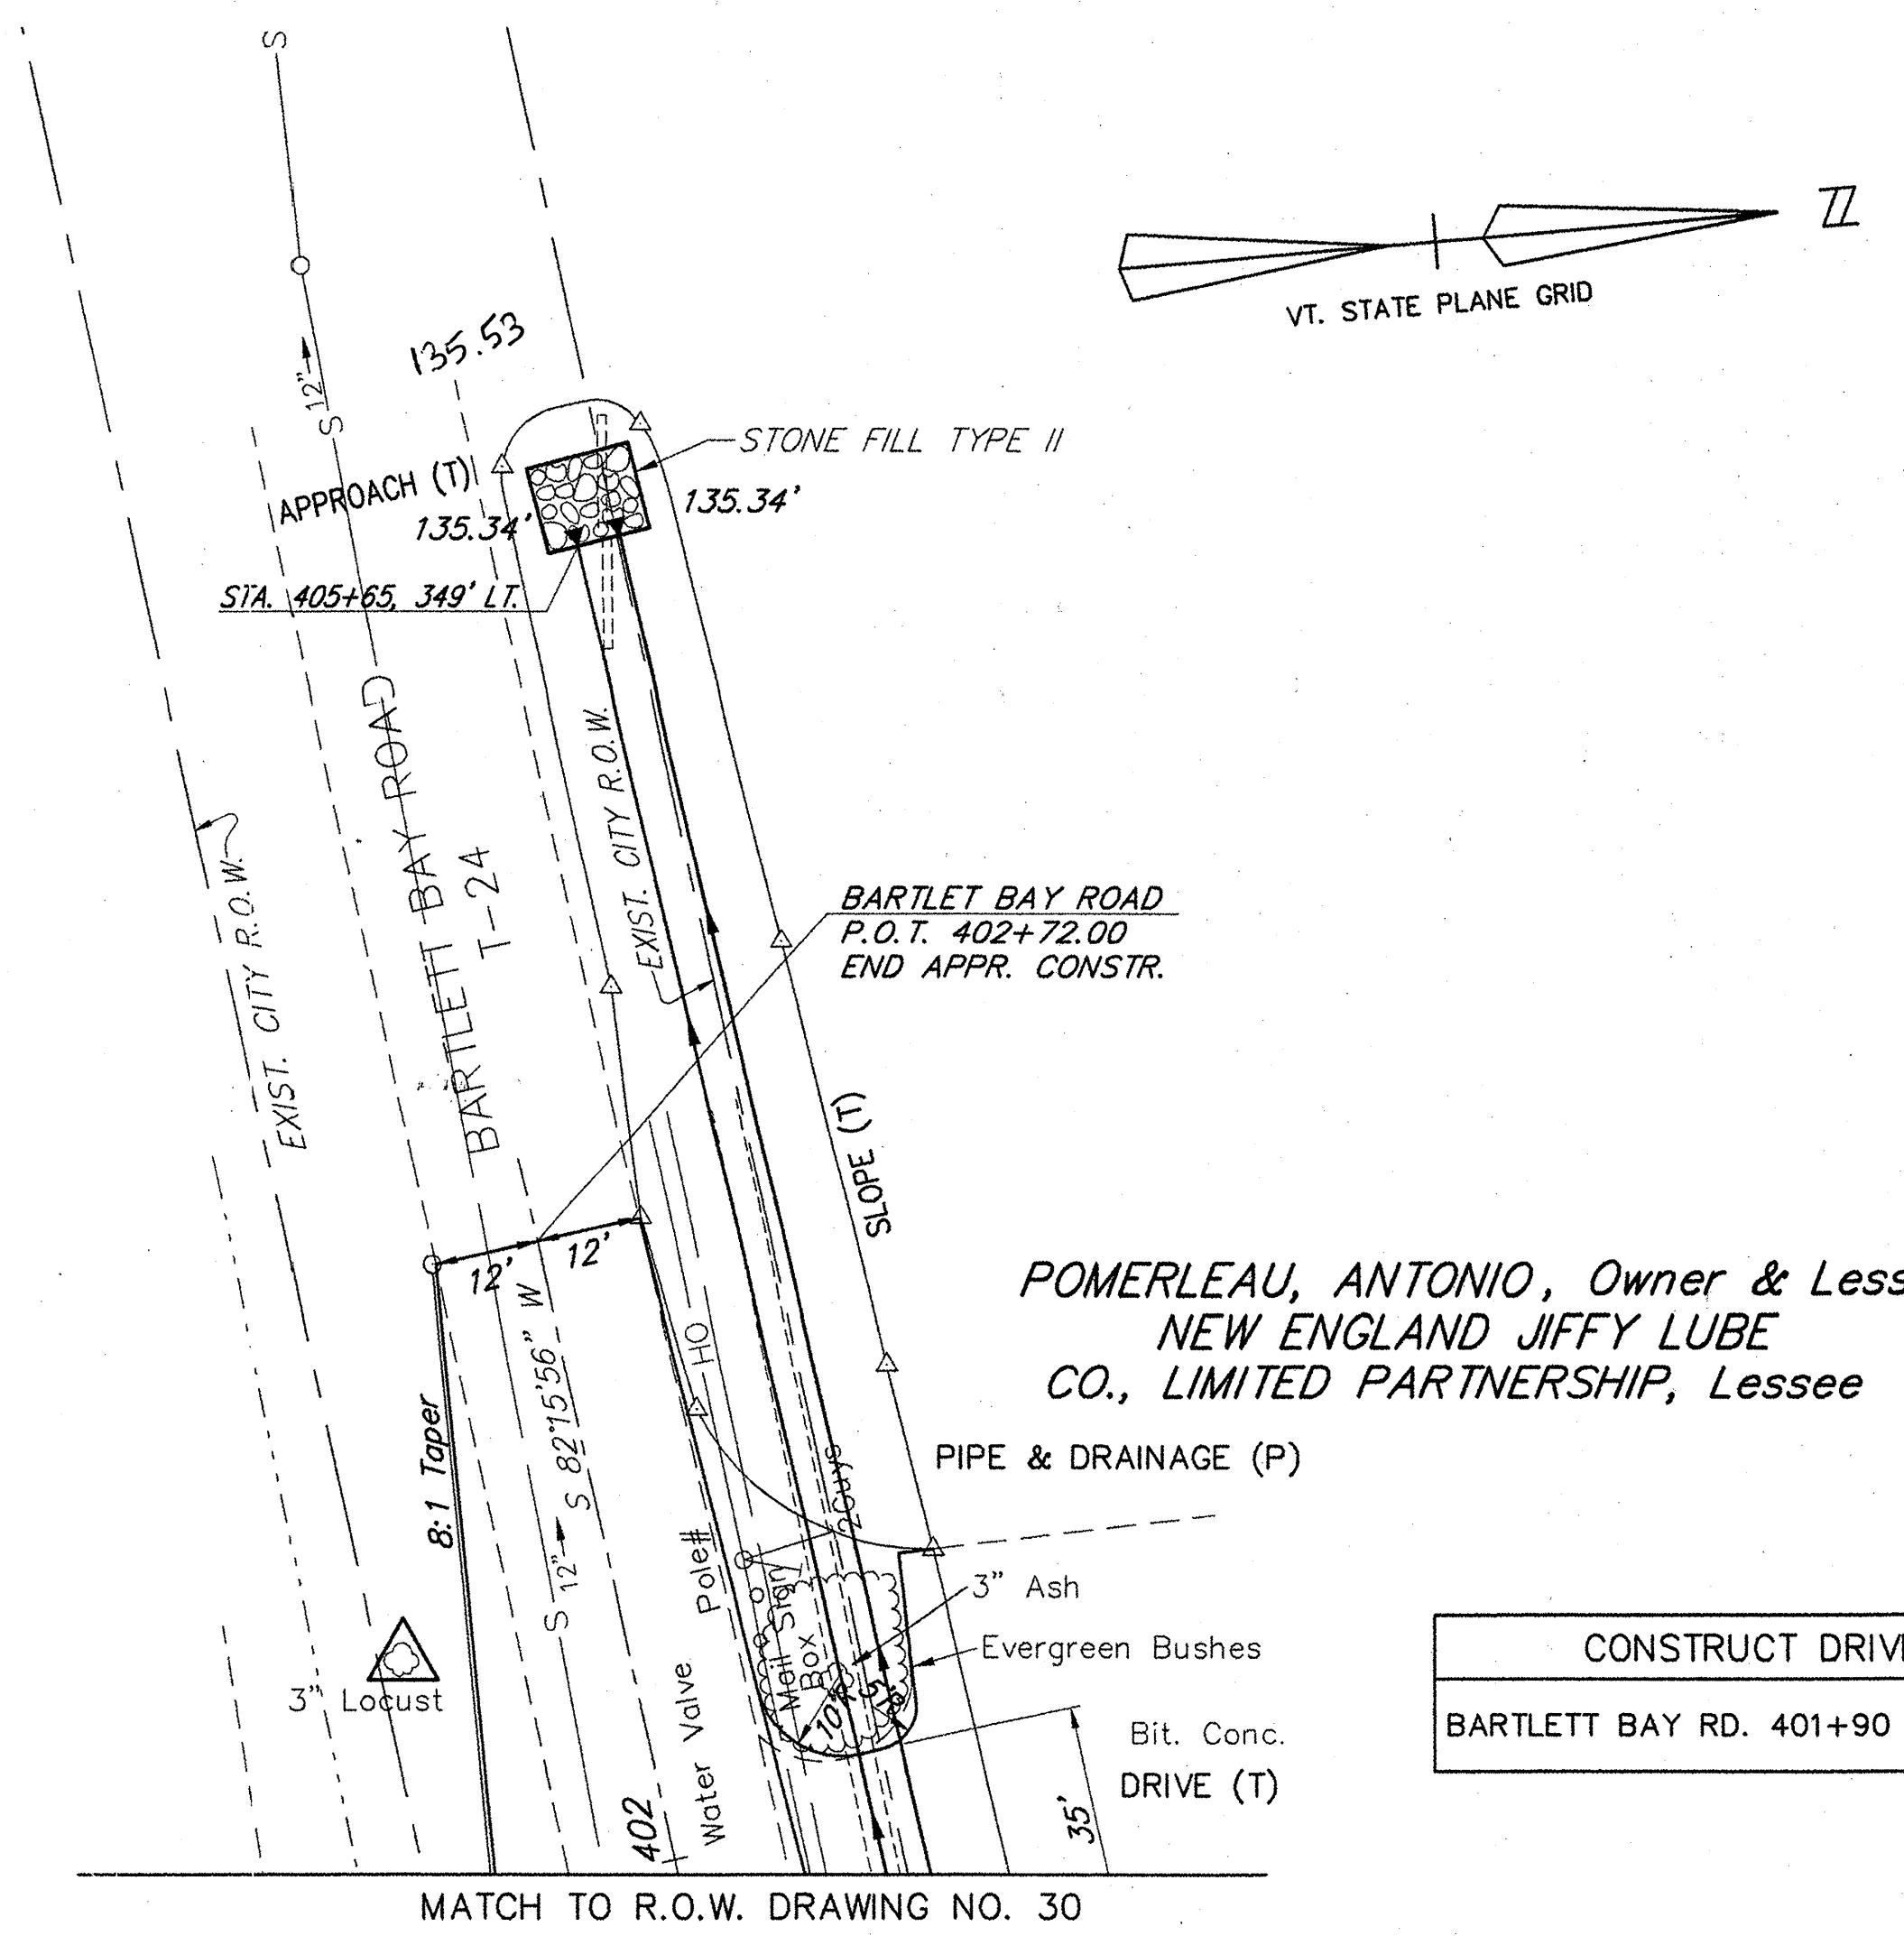 S
135.53
VT. STATE PLANE GRID
S 12"
STONE FILL TYPE II
APPROACH (T)
135.34'
135.34'
STA. 405+65, 349' LT.
BARTLETT BAY ROAD
T-24
EXIST. CITY R.O.W.
EXIST. CITY R.O.W.
BARTLET BAY ROAD
P.O.T. 402+72.00
END APPR. CONSTR.
SLOPE (T)
12'
12'
S 82°15'56" W
HO
POMERLEAU, ANTONIO, Owner & Less
NEW ENGLAND JIFFY LUBE
CO., LIMITED PARTNERSHIP, Lessee
8:1 Taper
PIPE & DRAINAGE (P)
2Guys
Pole#
S 12"
Sign
Mail
Box
3" Ash
Evergreen Bushes
3" Locust
10'R
5'R
Water Valve
402
Bit. Conc.
DRIVE (T)
35'
CONSTRUCT DRIV
BARTLETT BAY RD. 401+90
MATCH TO R.O.W. DRAWING NO. 30